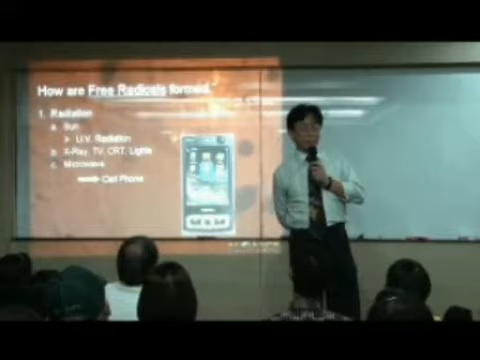 How are Free Radicals formed.
1. Radiation
a. Sun
➢ U.V. Radiation
b. X-Ray, TV, CRT, Lights
c. Microwave
Cell Phone